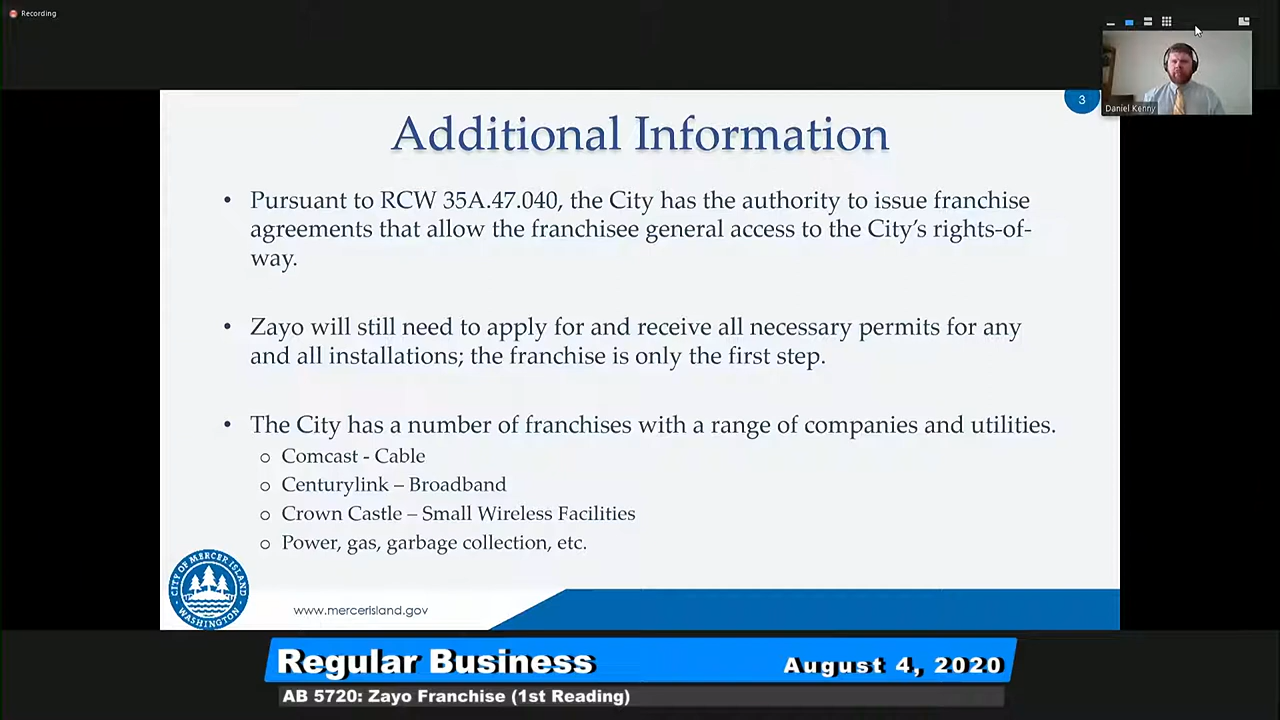 Recording
Daniel Kenny
3
Additional Information
• Pursuant to RCW 35A.47.040, the City has the authority to issue franchise
agreements that allow the franchisee general access to the City's rights-of-
way.
• Zayo will still need to apply for and receive all necessary permits for any
and all installations; the franchise is only the first step.
• The City has a number of franchises with a range of companies and utilities.
o Comcast - Cable
o Centurylink – Broadband
o Crown Castle – Small Wireless Facilities
o Power, gas, garbage collection, etc.
CITY OF MERCER ISLAND
WASHINGTON
www.mercerisland.gov
Regular Business August 4, 2020
AB 5720: Zayo Franchise (1st Reading)